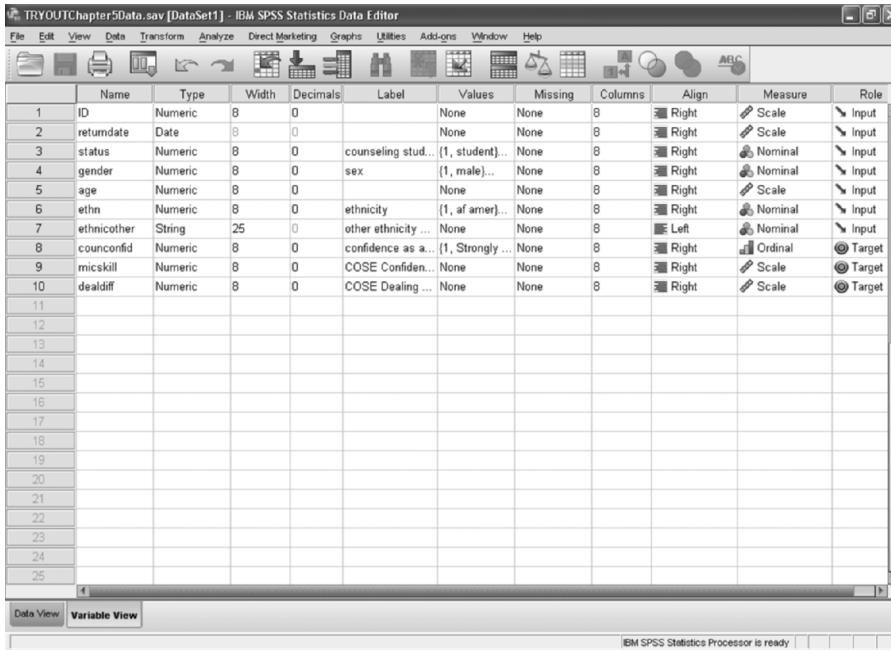 TRYOUTChapter5Data.sav [DataSet1] - IBM SPSS Statistics Data Editor
File Edit View Data Transform Analyze Direct Marketing Graphs Utilities Add-ons Window Help
Name Type Width Decimals Label Values Missing Columns Align Measure Role
1 ID Numeric 8 0 None None 8 Right Scale Input
2 returndate Date 8 0 None None 8 Right Scale Input
3 status Numeric 8 0 counseling stud... {1, student}... None 8 Right Nominal Input
4 gender Numeric 8 0 sex {1, male}... None 8 Right Nominal Input
5 age Numeric 8 0 None None 8 Right Scale Input
6 ethn Numeric 8 0 ethnicity {1, af amer}... None 8 Right Nominal Input
7 ethnicother String 25 0 other ethnicity ... None None 8 Left Nominal Input
8 counconfid Numeric 8 0 confidence as a... {1, Strongly ... None 8 Right Ordinal Target
9 micskill Numeric 8 0 COSE Confiden... None None 8 Right Scale Target
10 dealdiff Numeric 8 0 COSE Dealing ... None None 8 Right Scale Target
11
12
13
14
15
16
17
18
19
20
21
22
23
24
25
Data View Variable View
IBM SPSS Statistics Processor is ready